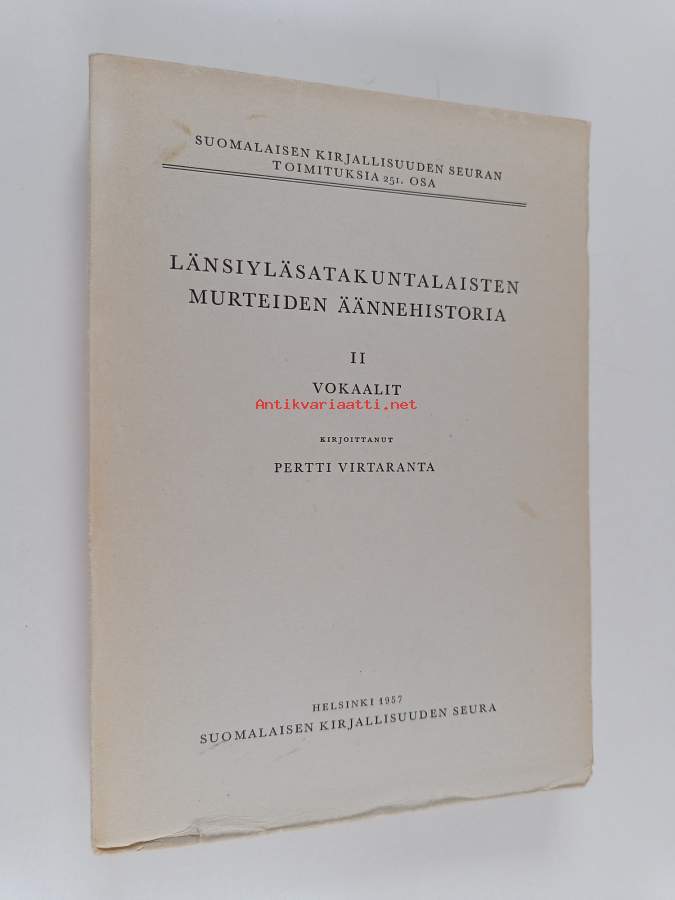 SUOMALAISEN KIRJALLISUUDEN SEURAN
TOIMITUKSIA 251. OSA
LÄNSIYLÄSATAKUNTALAISTEN
MURTEIDEN ÄÄNNEHISTORIA
II
VOKAALIT
Antikvariaatti.net
KIRJOITTANUT
PERTTI VIRTARANTA
HELSINKI 1957
SUOMALAISEN KIRJALLISUUDEN SEURA